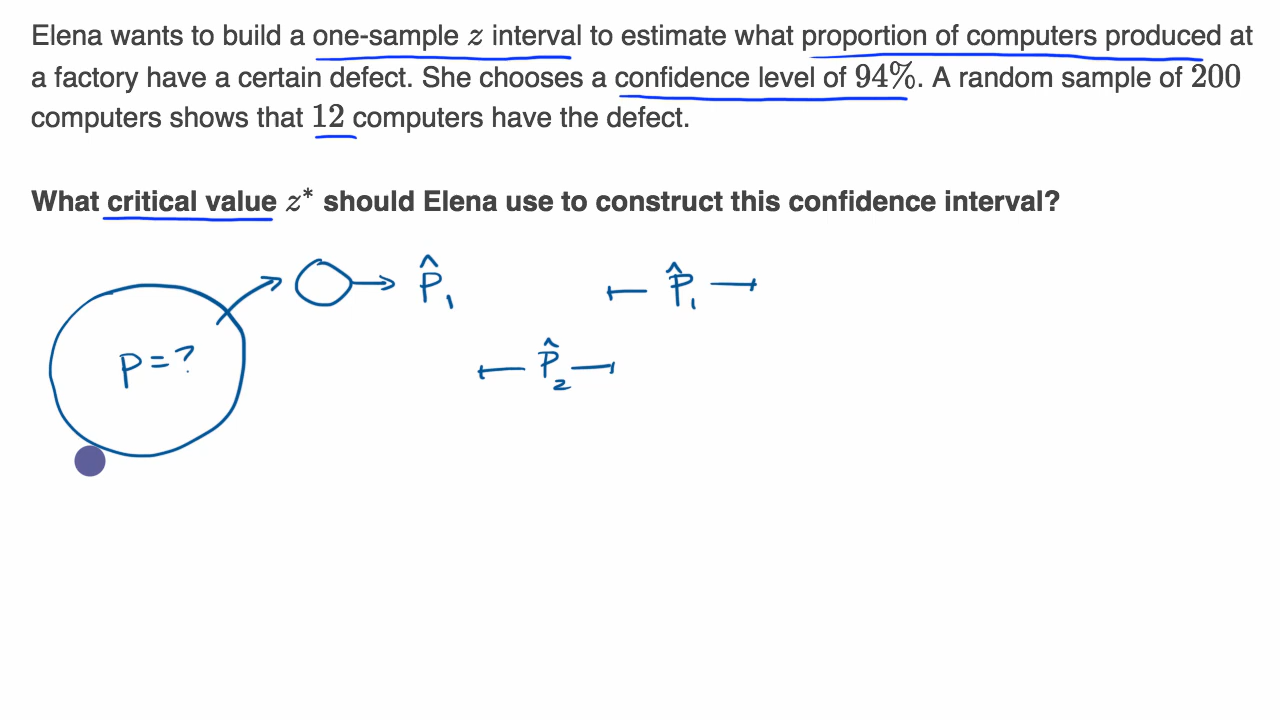 Elena wants to build a one-sample z interval to estimate what proportion of computers produced at
a factory have a certain defect. She chooses a confidence level of 94%. A random sample of 200
computers shows that 12 computers have the defect.
What critical value z* should Elena use to construct this confidence interval?
p̂₁ p̂₁
P=? p̂₂